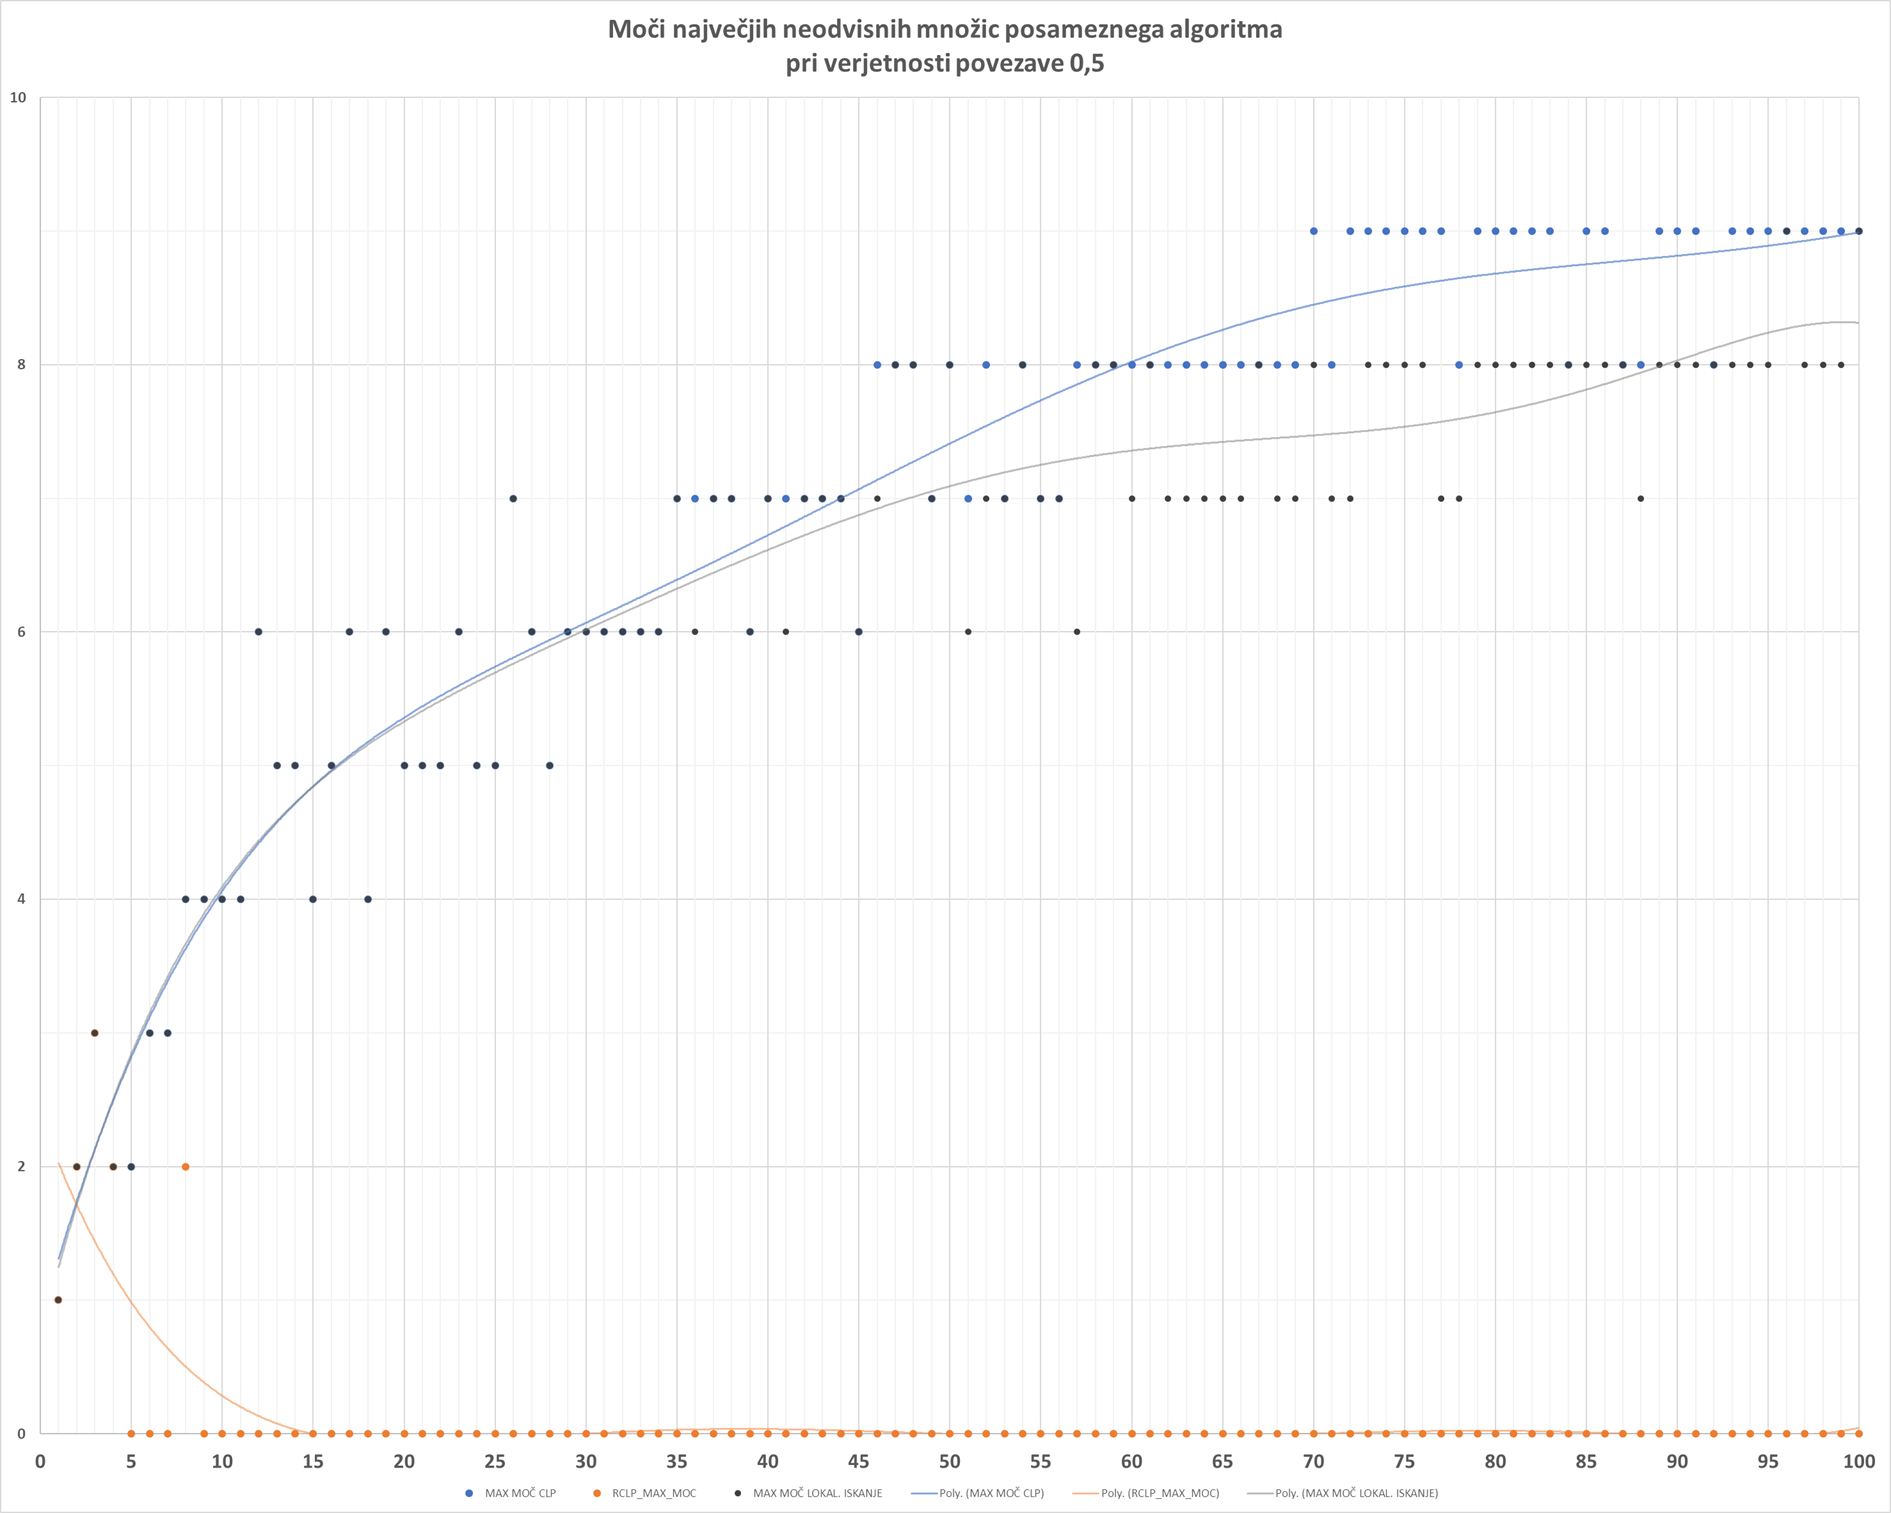 Moči največjih neodvisnih množic posameznega algoritma
pri verjetnosti povezave 0,5
10
8
6
4
2
0
0 5 10 15 20 25 30 35 40 45 50 55 60 65 70 75 80 85 90 95 100
MAX MOČ CLP RCLP_MAX_MOC MAX MOČ LOKAL. ISKANJE Poly. (MAX MOČ CLP) Poly. (RCLP_MAX_MOC) Poly. (MAX MOČ LOKAL. ISKANJE)